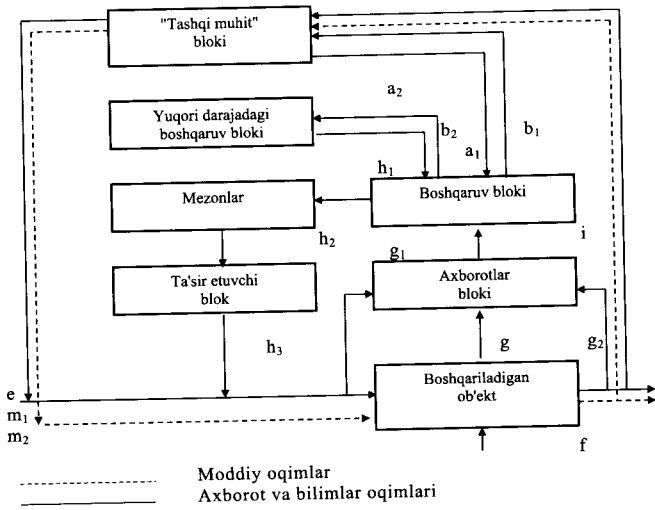 "Tashqi muhit"
bloki
a₂
Yuqori darajadagi
boshqaruv bloki
b₂
b₁
a₁
h₁
Mezonlar
Boshqaruv bloki
h₂
i
g₁
Ta'sir etuvchi
blok
Axborotlar
bloki
h₃
g
g₂
Boshqariladigan
ob'ekt
e
m₁
m₂
f
Moddiy oqimlar
Axborot va bilimlar oqimlari